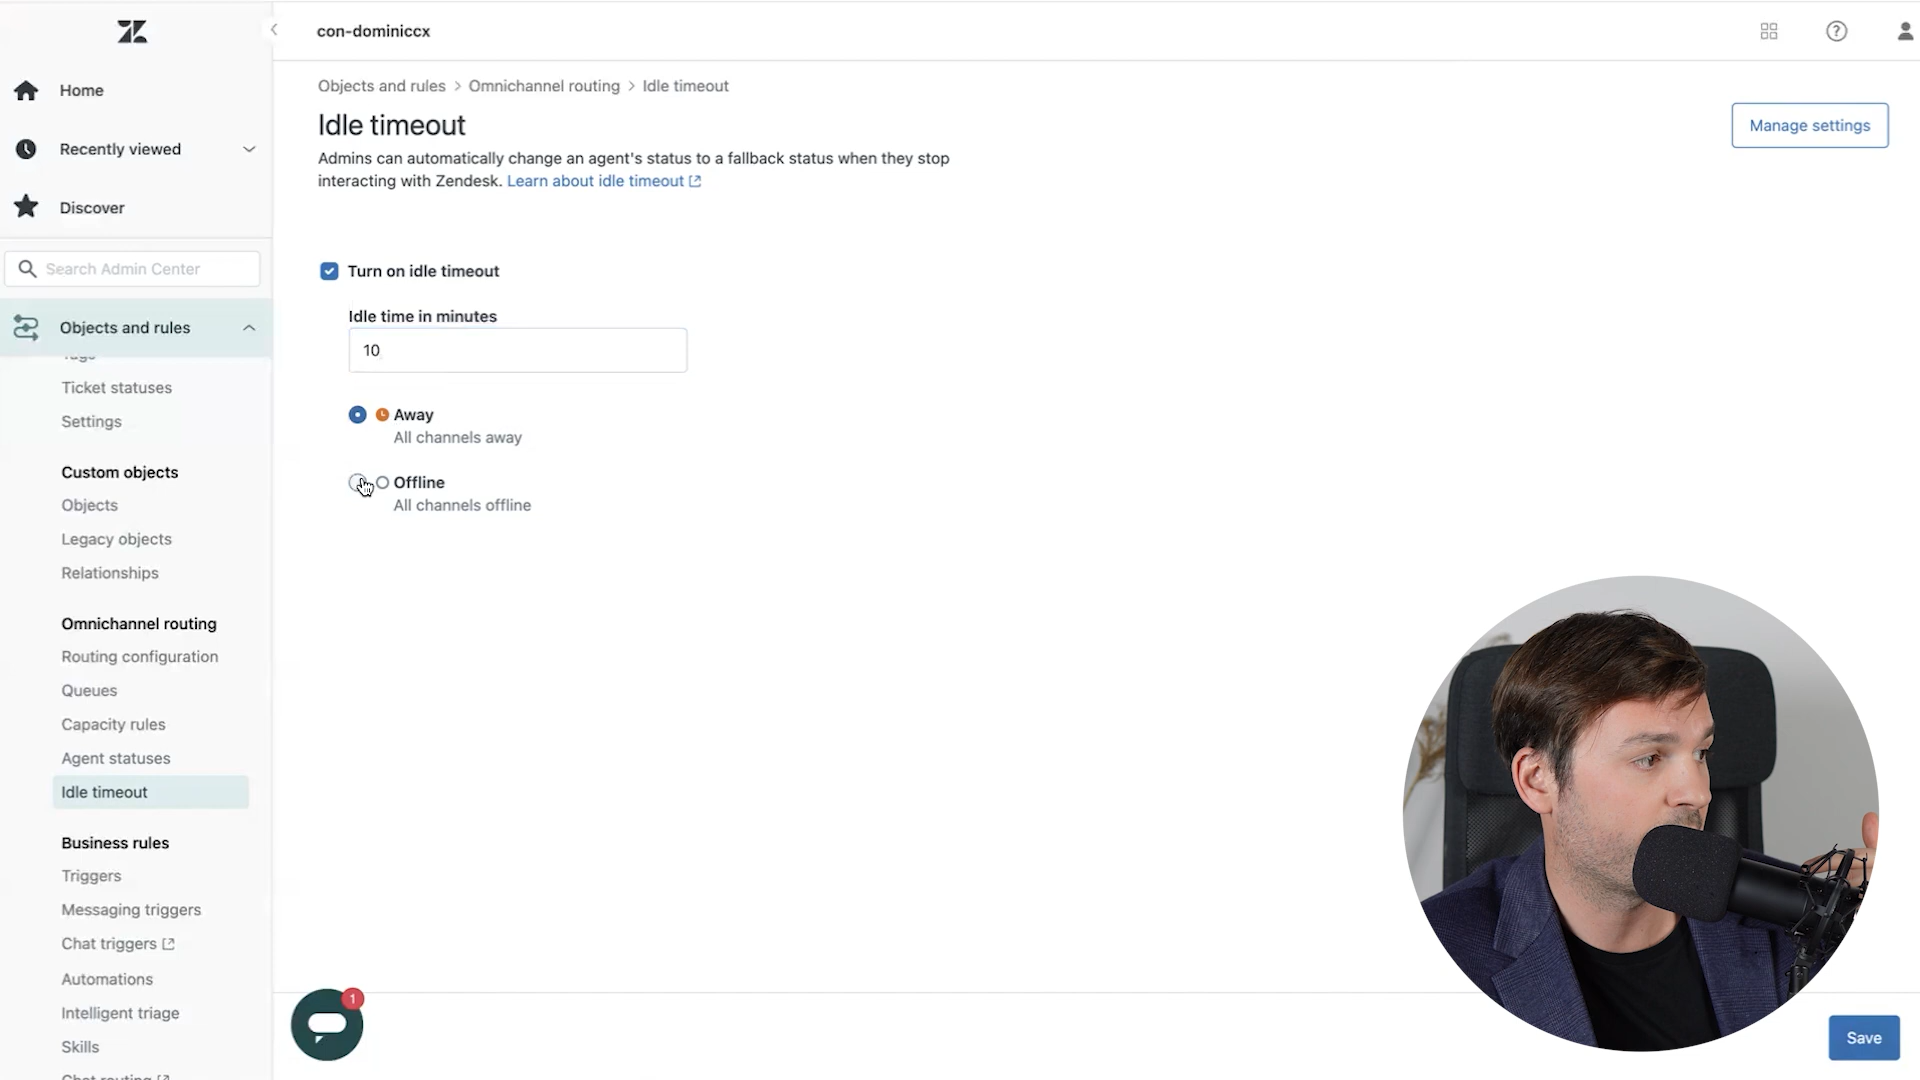 con-dominiccx
Home
Recently viewed
Discover
Search Admin Center
Objects and rules
Tags
Ticket statuses
Settings
Custom objects
Objects
Legacy objects
Relationships
Omnichannel routing
Routing configuration
Queues
Capacity rules
Agent statuses
Idle timeout
Business rules
Triggers
Messaging triggers
Chat triggers
Automations
Intelligent triage
Skills
Chat routing
Objects and rules > Omnichannel routing > Idle timeout
Idle timeout
Manage settings
Admins can automatically change an agent's status to a fallback status when they stop
interacting with Zendesk. Learn about idle timeout
Turn on idle timeout
Idle time in minutes
10
Away
All channels away
Offline
All channels offline
1
Save